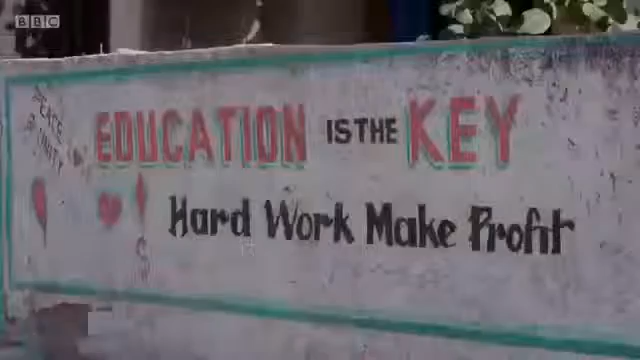 BBC
PEACE
& UNITY
EDUCATION IS THE KEY
Hard Work Make Profit
$